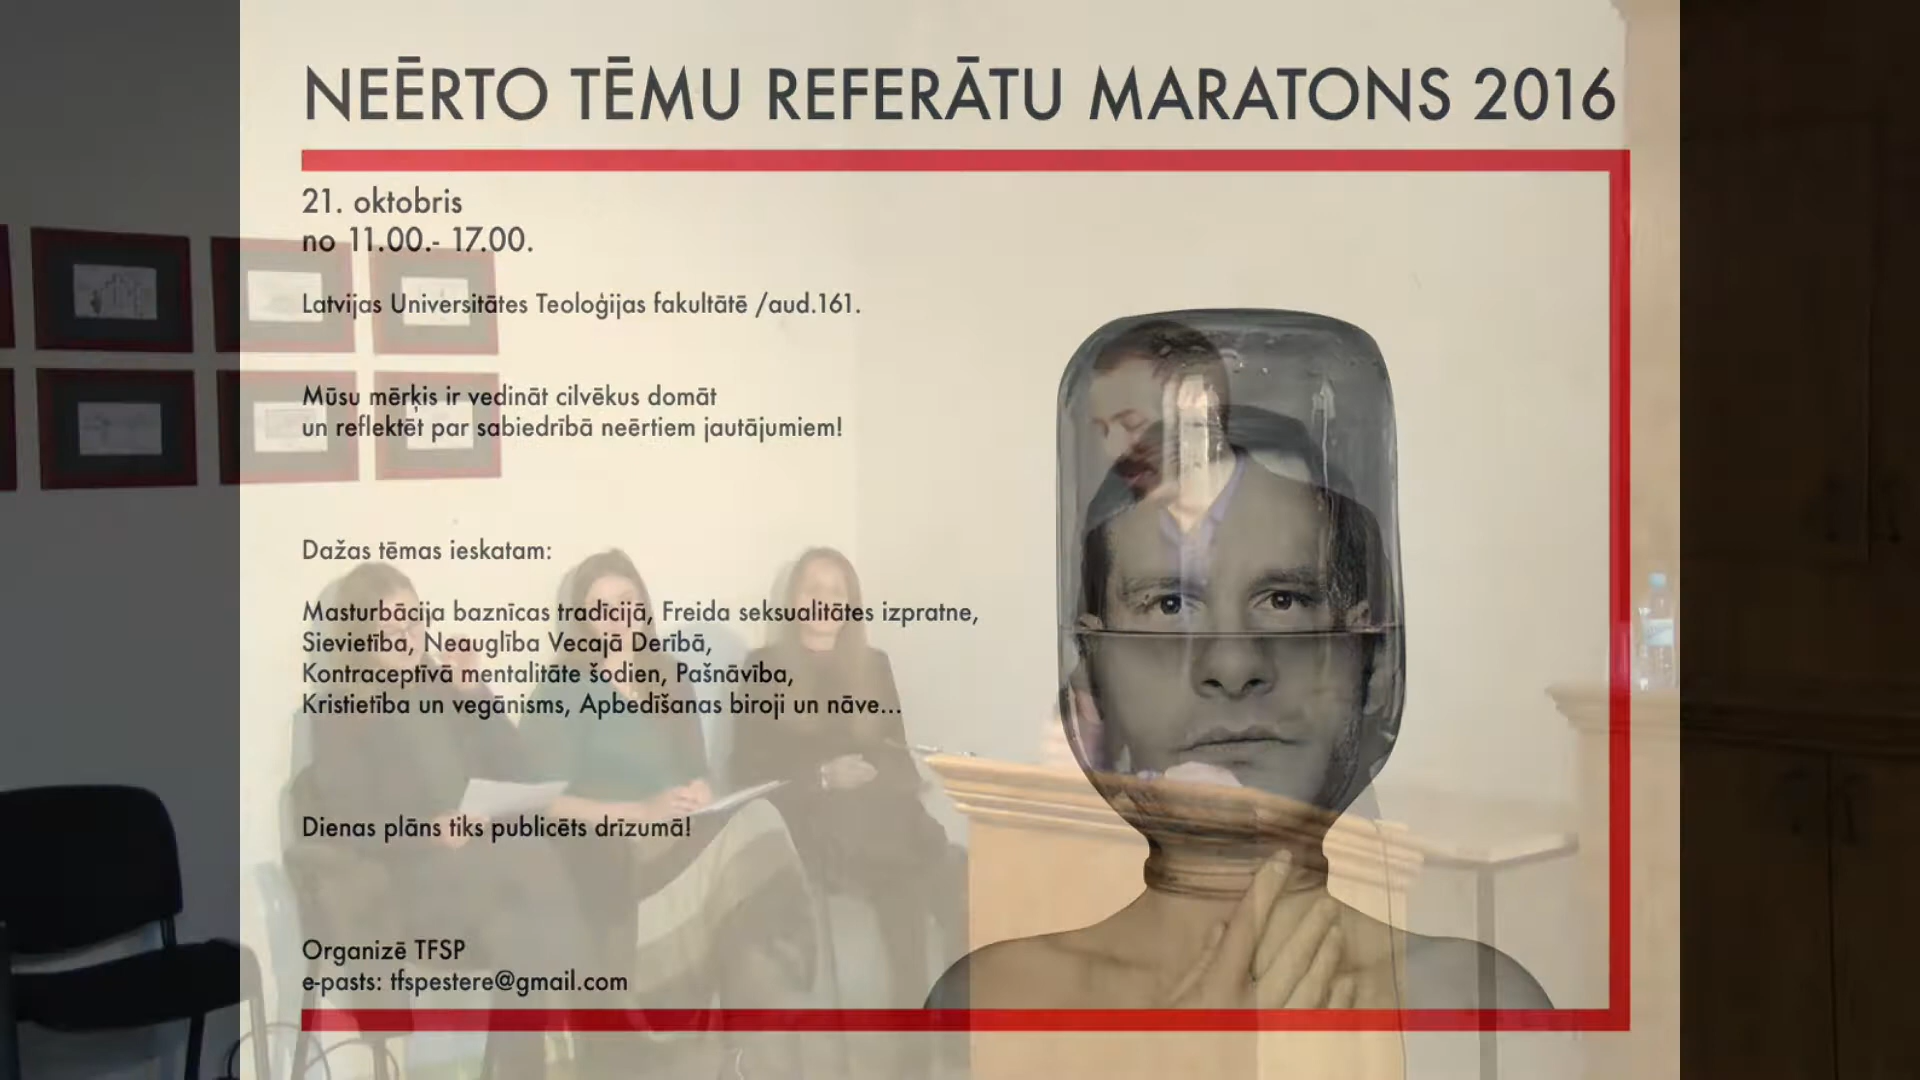 NEĒRTO TĒMU REFERĀTU MARATONS 2016
21. oktobris
no 11.00.- 17.00.
Latvijas Universitātes Teoloģijas fakultātē /aud.161.
Mūsu mērķis ir vedināt cilvēkus domāt
un reflektēt par sabiedrībā neērtiem jautājumiem!
Dažas tēmas ieskatam:
Masturbācija baznīcas tradīcijā, Freida seksualitātes izpratne,
Sievietība, Neauglība Vecajā Derībā,
Kontraceptīvā mentalitāte šodien, Pašnāvība,
Kristietība un vegānisms, Apbedīšanas biroji un nāve...
Dienas plāns tiks publicēts drīzumā!
Organizē TFSP
e-pasts: tfspestere@gmail.com